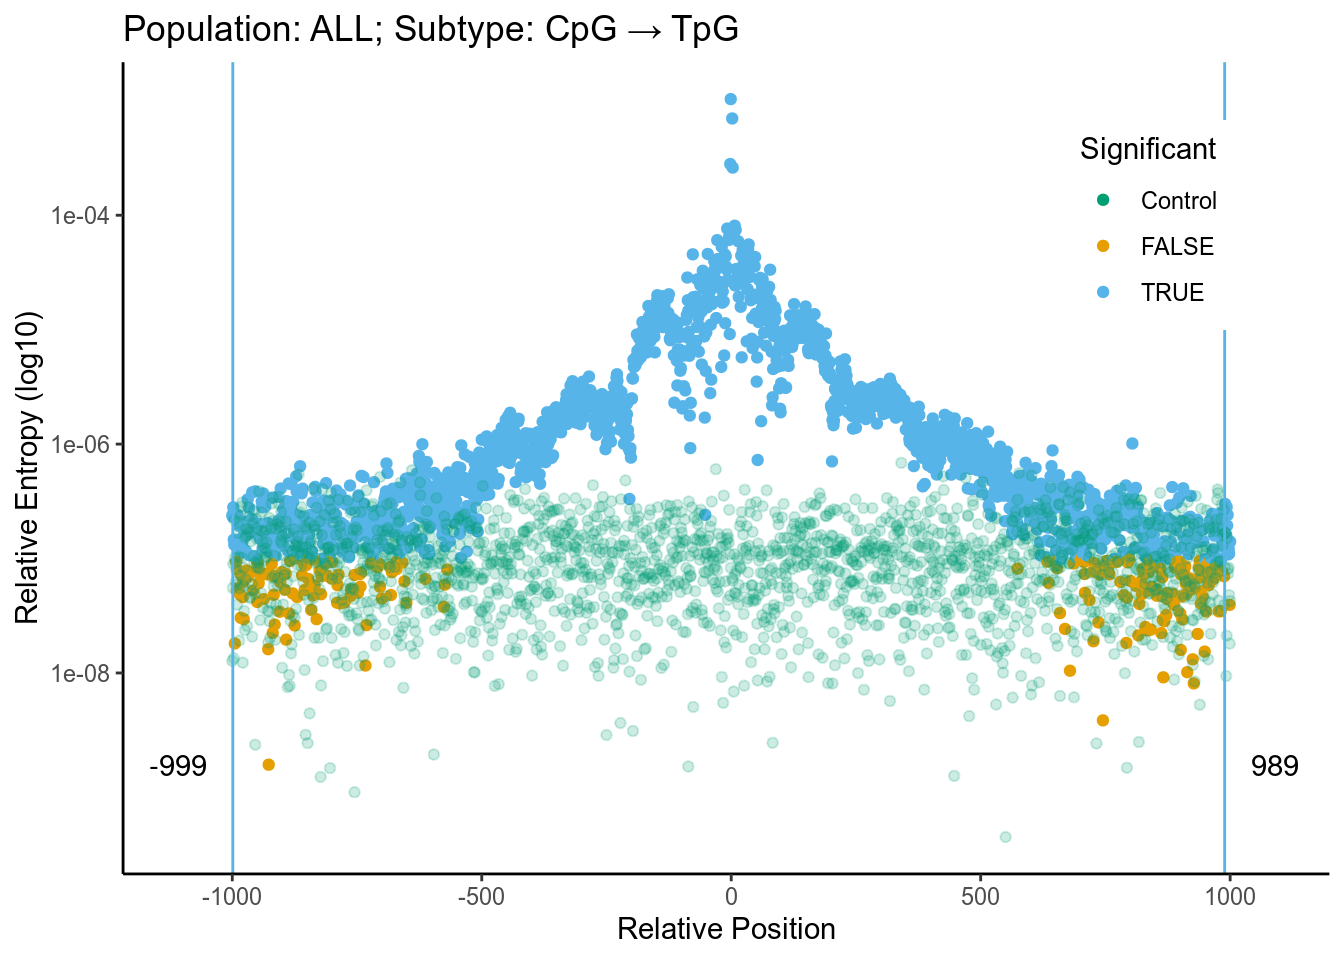 Population: ALL; Subtype: CpG → TpG
Relative Entropy (log10)
1e-04
1e-06
1e-08
Significant
Control
FALSE
TRUE
-999
989
-1000
-500
0
500
1000
Relative Position